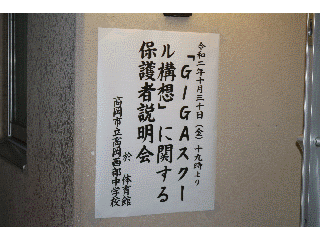 令和二年十月三十日（金）十九時より
「GIGAスクー
ル構想」に関する
保護者説明会
於 体育館
高岡市立高岡西部中学校